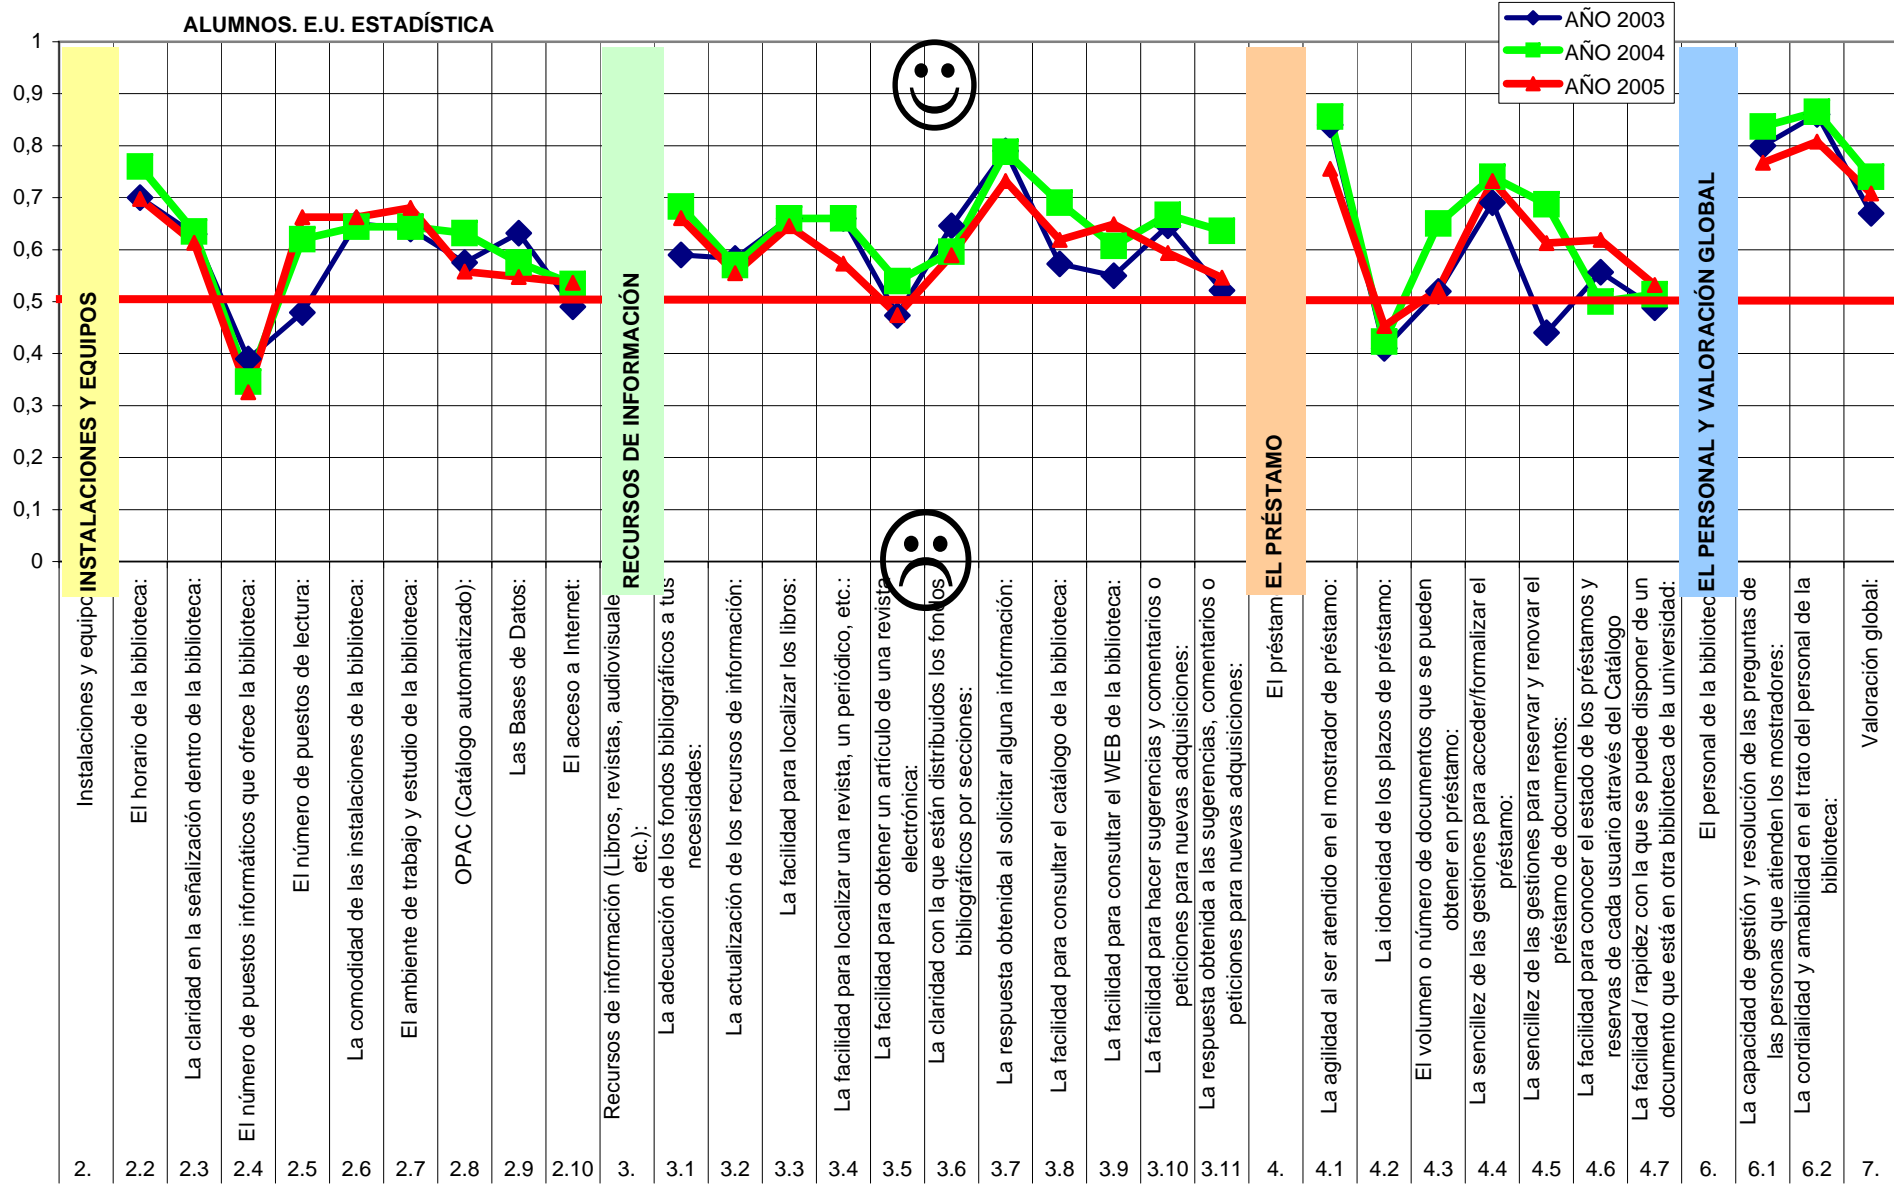 ALUMNOS. E.U. ESTADÍSTICA
AÑO 2003
AÑO 2004
AÑO 2005
1
0,9
0,8
0,7
0,6
0,5
0,4
0,3
0,2
0,1
0
INSTALACIONES Y EQUIPOS
RECURSOS DE INFORMACIÓN
EL PRÉSTAMO
EL PERSONAL Y VALORACIÓN GLOBAL
Instalaciones y equipo
El horario de la biblioteca:
La claridad en la señalización dentro de la biblioteca:
El número de puestos informáticos que ofrece la biblioteca:
El número de puestos de lectura:
La comodidad de las instalaciones de la biblioteca:
El ambiente de trabajo y estudio de la biblioteca:
OPAC (Catálogo automatizado):
Las Bases de Datos:
El acceso a Internet:
Recursos de información (Libros, revistas, audiovisuale
etc.):
La adecuación de los fondos bibliográficos a tus
necesidades:
La actualización de los recursos de información:
La facilidad para localizar los libros:
La facilidad para localizar una revista, un periódico, etc.:
La facilidad para obtener un artículo de una revista
electrónica:
La claridad con la que están distribuidos los fondos
bibliográficos por secciones:
La respuesta obtenida al solicitar alguna información:
La facilidad para consultar el catálogo de la biblioteca:
La facilidad para consultar el WEB de la biblioteca:
La facilidad para hacer sugerencias y comentarios o
peticiones para nuevas adquisiciones:
La respuesta obtenida a las sugerencias, comentarios o
peticiones para nuevas adquisiciones:
El préstam
La agilidad al ser atendido en el mostrador de préstamo:
La idoneidad de los plazos de préstamo:
El volumen o número de documentos que se pueden
obtener en préstamo:
La sencillez de las gestiones para acceder/formalizar el
préstamo:
La sencillez de las gestiones para reservar y renovar el
préstamo de documentos:
La facilidad para conocer el estado de los préstamos y
reservas de cada usuario através del Catálogo
La facilidad / rapidez con la que se puede disponer de un
documento que está en otra biblioteca de la universidad:
El personal de la bibliotec
La capacidad de gestión y resolución de las preguntas de
las personas que atienden los mostradores:
La cordialidad y amabilidad en el trato del personal de la
biblioteca:
Valoración global:
2.
2.2
2.3
2.4
2.5
2.6
2.7
2.8
2.9
2.10
3.
3.1
3.2
3.3
3.4
3.5
3.6
3.7
3.8
3.9
3.10
3.11
4.
4.1
4.2
4.3
4.4
4.5
4.6
4.7
6.
6.1
6.2
7.